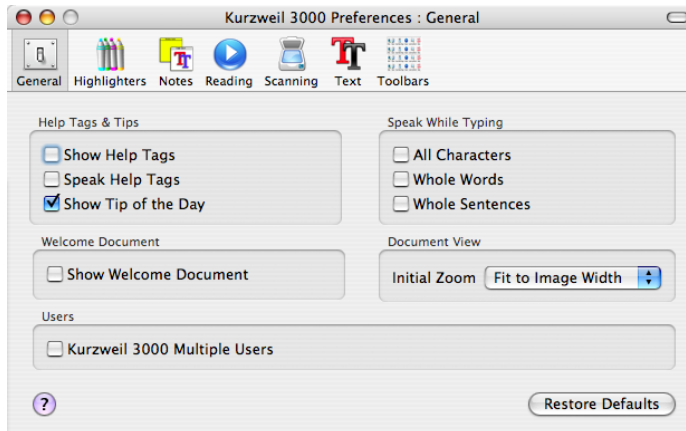 Kurzweil 3000 Preferences : General
General Highlighters Notes Reading Scanning Text Toolbars
Help Tags & Tips
Show Help Tags
Speak Help Tags
Show Tip of the Day
Speak While Typing
All Characters
Whole Words
Whole Sentences
Welcome Document
Show Welcome Document
Document View
Initial Zoom Fit to Image Width
Users
Kurzweil 3000 Multiple Users
?
Restore Defaults